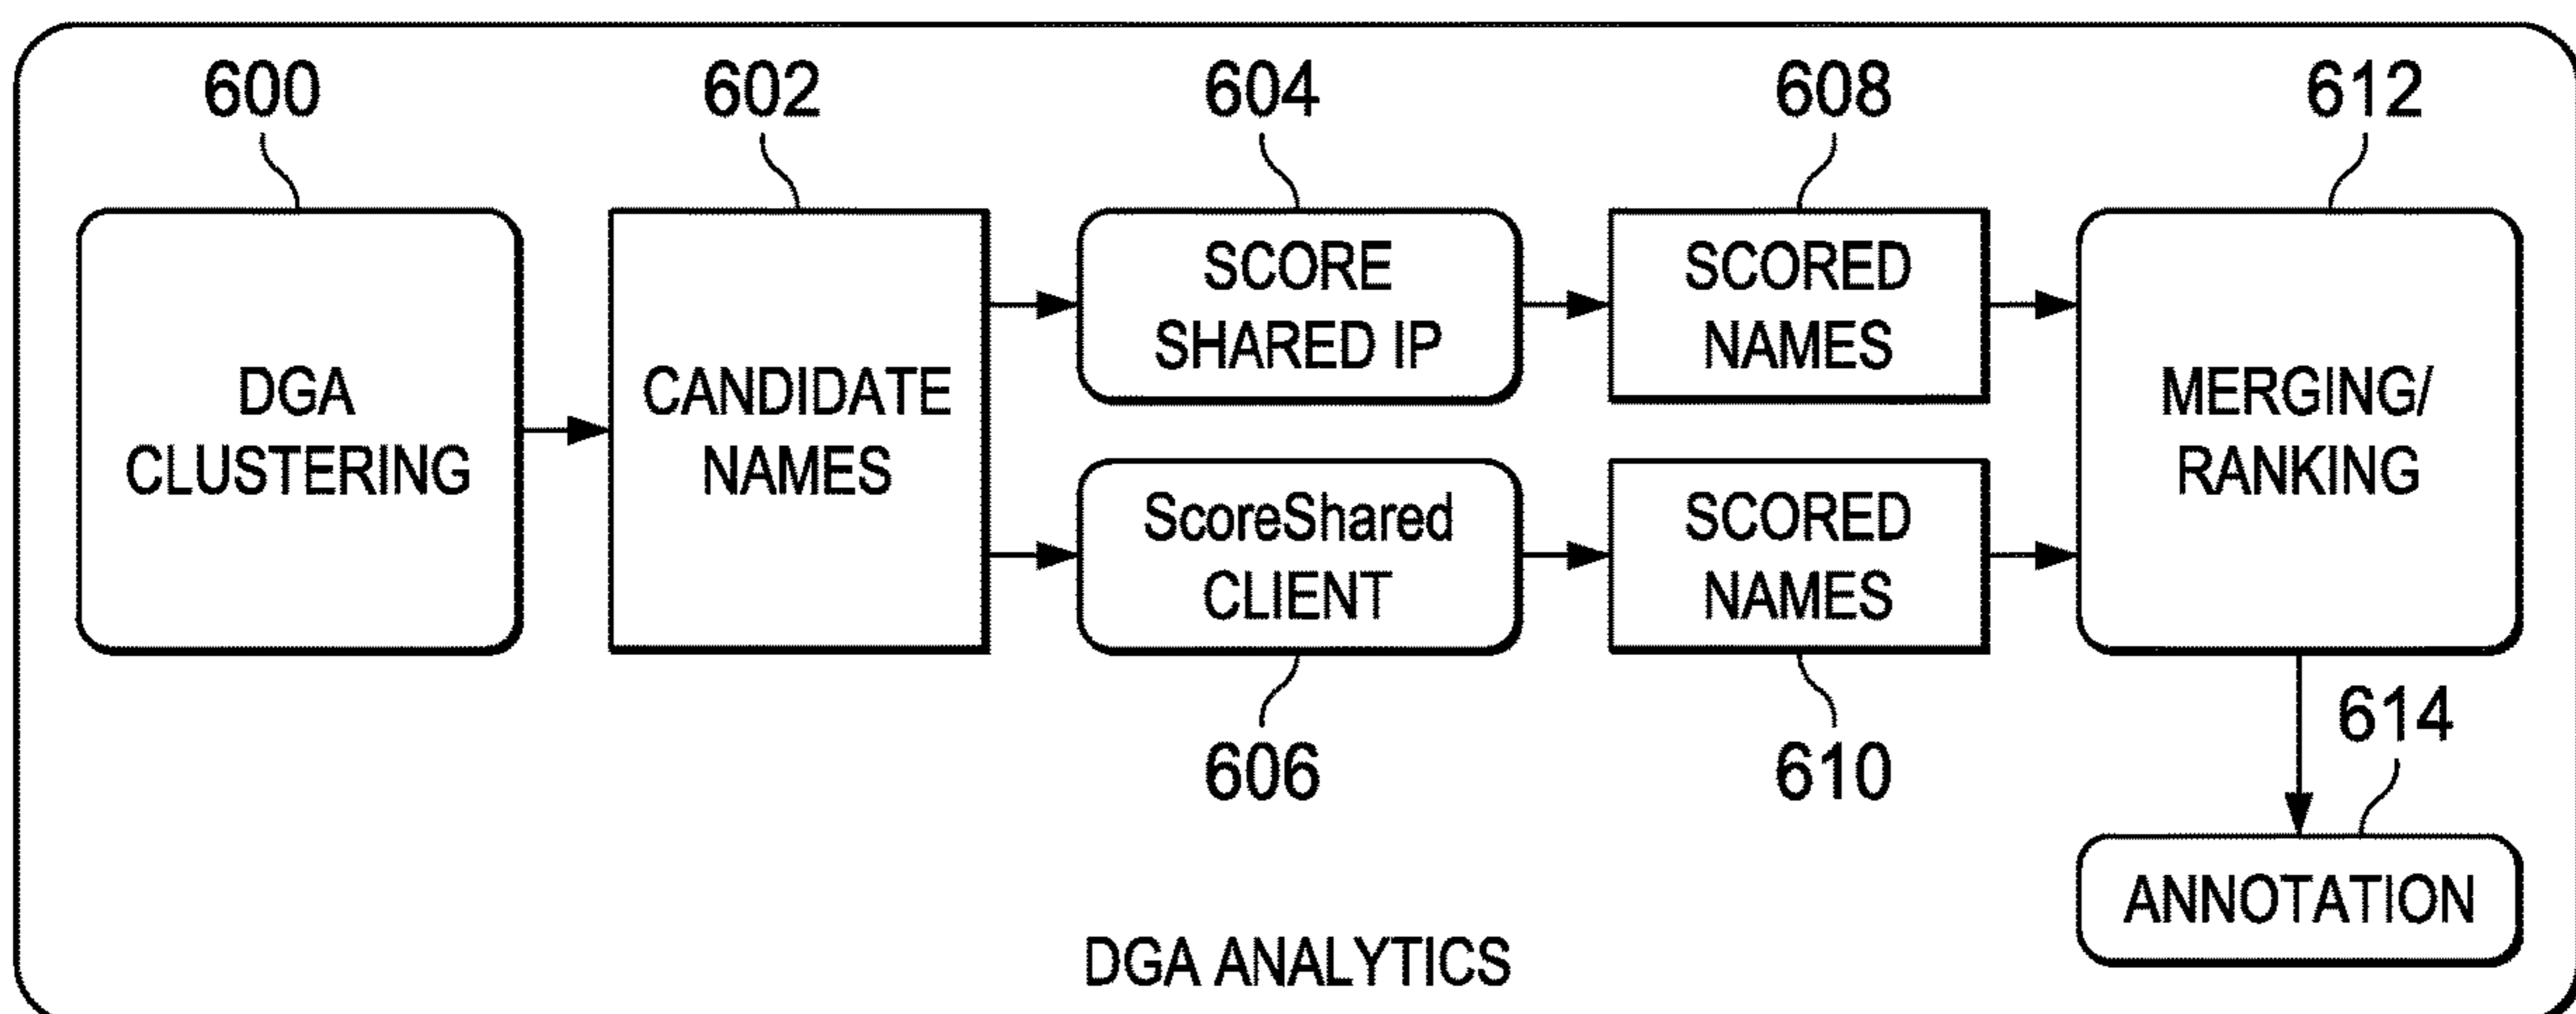 600
602
604
608
612
DGA
CLUSTERING
CANDIDATE
NAMES
SCORE
SHARED IP
SCORED
NAMES
MERGING/
RANKING
ScoreShared
CLIENT
SCORED
NAMES
606
610
614
ANNOTATION
DGA ANALYTICS